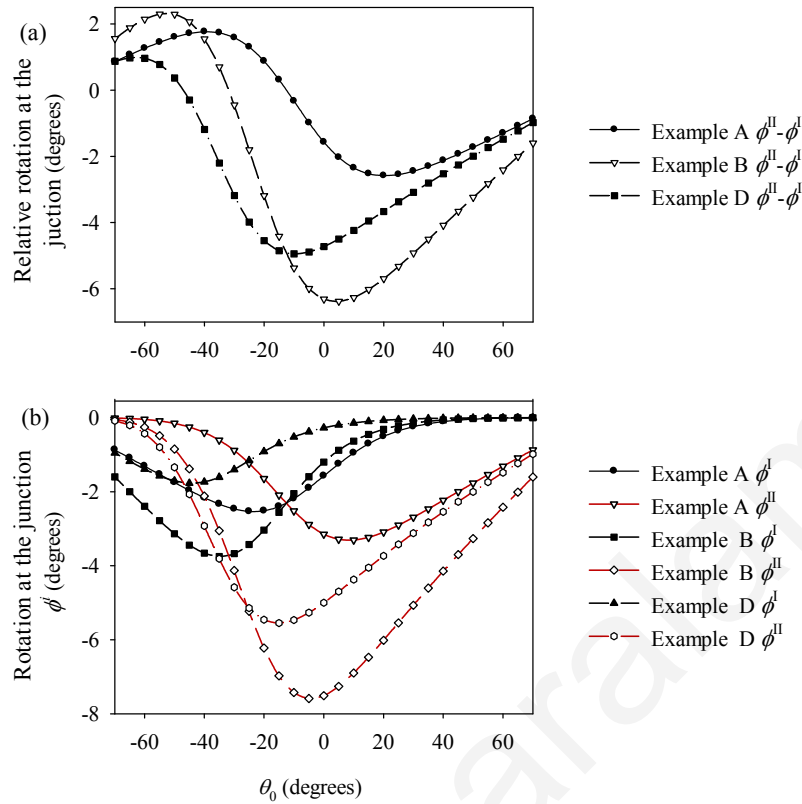 (a)
Relative rotation at the
juction (degrees)
2
0
-2
-4
-6
-60 -40 -20 0 20 40 60
Example A ϕᴵᴵ-ϕᴵ
Example B ϕᴵᴵ-ϕᴵ
Example D ϕᴵᴵ-ϕᴵ
(b)
Rotation at the junction
ϕⁱ (degrees)
0
-2
-4
-6
-8
-60 -40 -20 0 20 40 60
θ₀ (degrees)
Example A ϕᴵ
Example A ϕᴵᴵ
Example B ϕᴵ
Example B ϕᴵᴵ
Example D ϕᴵ
Example D ϕᴵᴵ